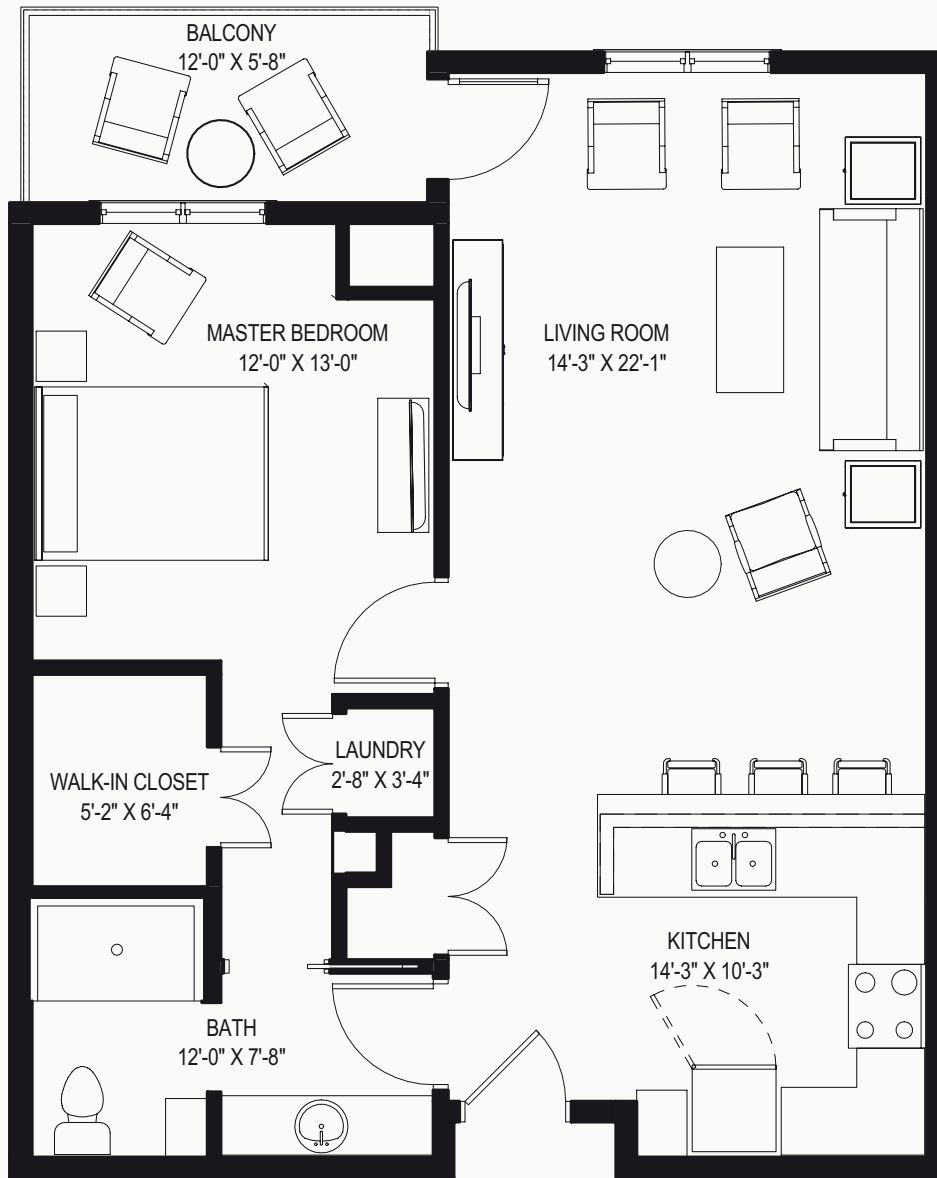 BALCONY
12'-0" X 5'-8"
MASTER BEDROOM
12'-0" X 13'-0"
LIVING ROOM
14'-3" X 22'-1"
LAUNDRY
2'-8" X 3'-4"
WALK-IN CLOSET
5'-2" X 6'-4"
KITCHEN
14'-3" X 10'-3"
BATH
12'-0" X 7'-8"